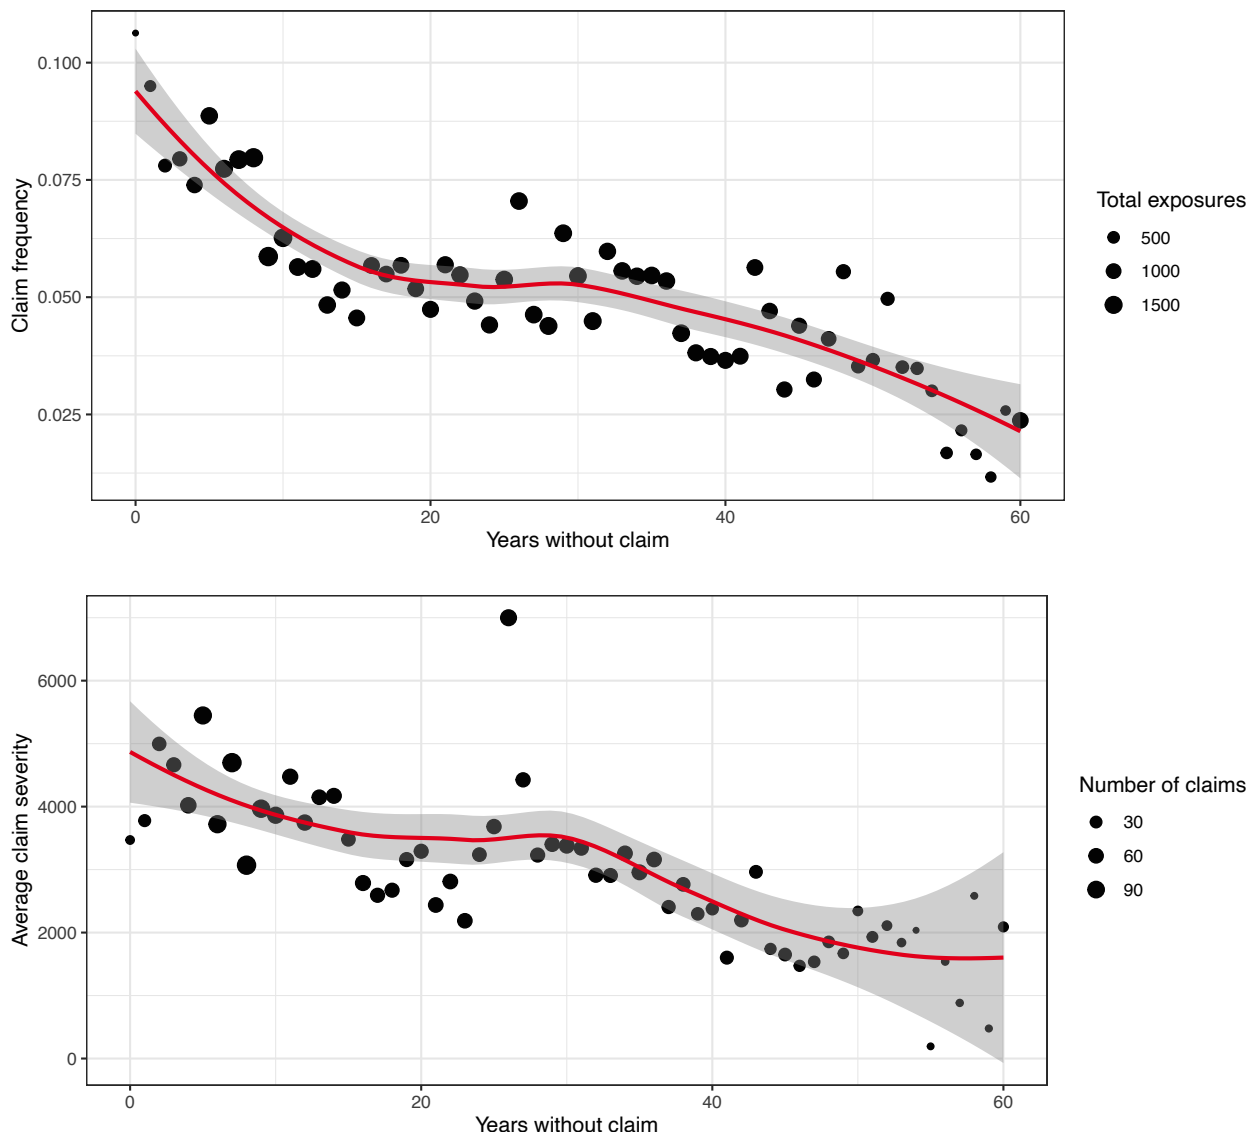 0.100
0.075
0.050
0.025
Claim frequency
0 20 40 60
Years without claim
Total exposures
500
1000
1500
6000
4000
2000
0
Average claim severity
0 20 40 60
Years without claim
Number of claims
30
60
90